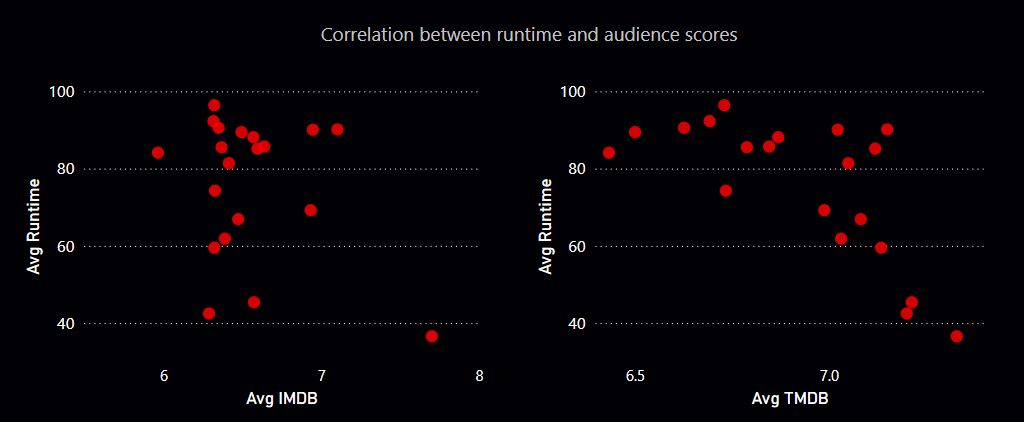 Correlation between runtime and audience scores
100
80
60
40
Avg Runtime
6
7
8
Avg IMDB
100
80
60
40
Avg Runtime
6.5
7.0
Avg TMDB